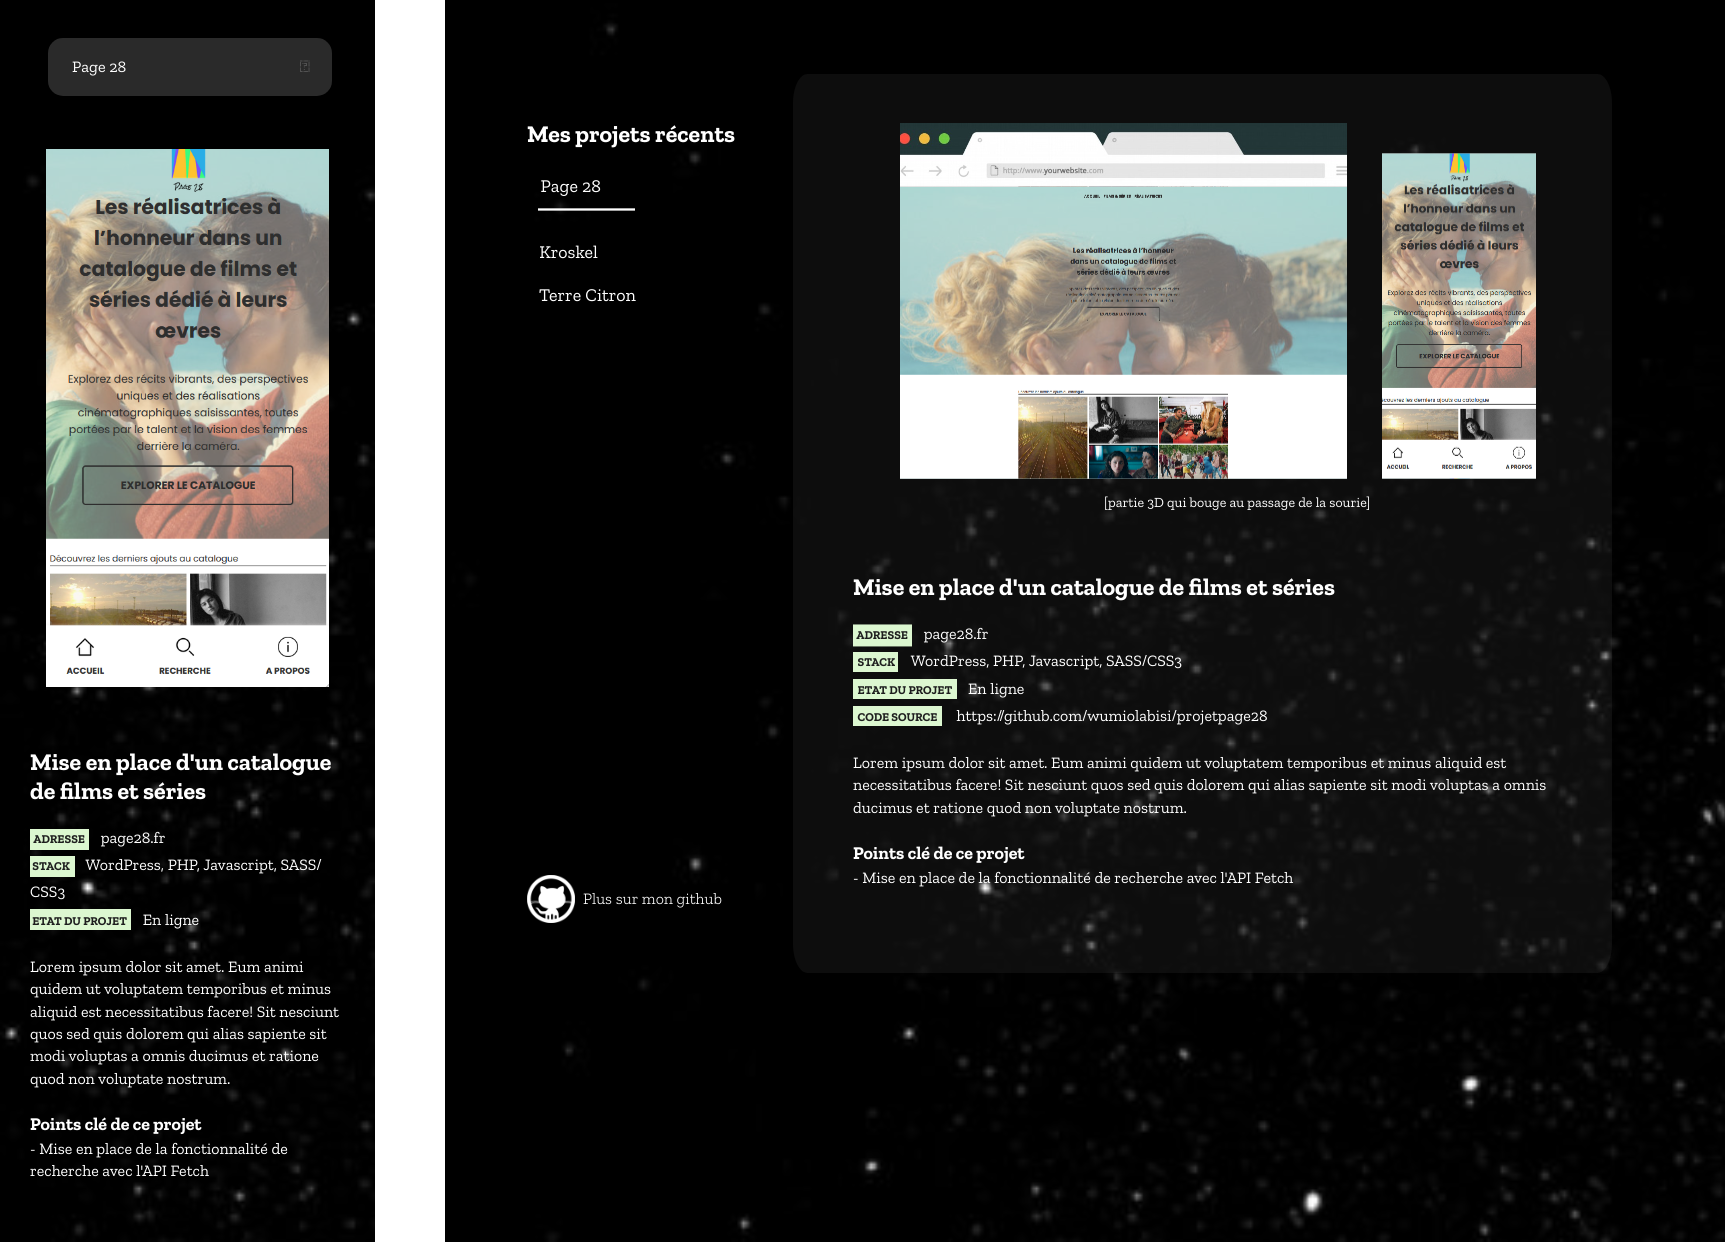 Page 28
Page 28
Les réalisatrices à
l'honneur dans un
catalogue de films et
séries dédié à leurs
œvres
Explorez des récits vibrants, des perspectives
uniques et des réalisations
cinématographiques saisissantes, toutes
portées par le talent et la vision des femmes
derrière la caméra.
EXPLORER LE CATALOGUE
Découvrez les derniers ajouts au catalogue
ACCUEIL RECHERCHE A PROPOS
Mise en place d'un catalogue
de films et séries
ADRESSE page28.fr
STACK WordPress, PHP, Javascript, SASS/
CSS3
ETAT DU PROJET En ligne
Lorem ipsum dolor sit amet. Eum animi
quidem ut voluptatem temporibus et minus
aliquid est necessitatibus facere! Sit nesciunt
quos sed quis dolorem qui alias sapiente sit
modi voluptas a omnis ducimus et ratione
quod non voluptate nostrum.
Points clé de ce projet
- Mise en place de la fonctionnalité de
recherche avec l'API Fetch
Mes projets récents
Page 28
Kroskel
Terre Citron
Plus sur mon github
http://www.yourwebsite.com
Les réalisatrices à l'honneur
dans un catalogue de films et
séries dédié à leurs œvres
EXPLORER LE CATALOGUE
Page 28
Les réalisatrices à
l'honneur dans un
catalogue de films et
séries dédié à leurs
œvres
Explorez des récits vibrants, des perspectives
uniques et des réalisations
cinématographiques saisissantes, toutes
portées par le talent et la vision des femmes
derrière la caméra.
EXPLORER LE CATALOGUE
écouvrez les derniers ajouts au catalogue
ACCUEIL RECHERCHE A PROPOS
[partie 3D qui bouge au passage de la sourie]
Mise en place d'un catalogue de films et séries
ADRESSE page28.fr
STACK WordPress, PHP, Javascript, SASS/CSS3
ETAT DU PROJET En ligne
CODE SOURCE https://github.com/wumiolabisi/projetpage28
Lorem ipsum dolor sit amet. Eum animi quidem ut voluptatem temporibus et minus aliquid est
necessitatibus facere! Sit nesciunt quos sed quis dolorem qui alias sapiente sit modi voluptas a omnis
ducimus et ratione quod non voluptate nostrum.
Points clé de ce projet
- Mise en place de la fonctionnalité de recherche avec l'API Fetch